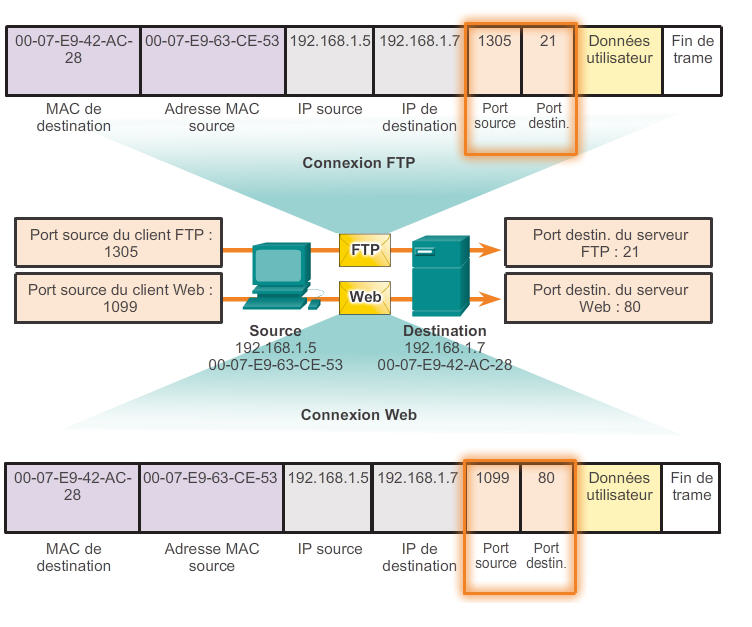 00-07-E9-42-AC-
28
00-07-E9-63-CE-53
192.168.1.5
192.168.1.7
1305
21
Données
utilisateur
Fin de
trame
MAC de
destination
Adresse MAC
source
IP source
IP de
destination
Port
source
Port
destin.
Connexion FTP
Port source du client FTP :
1305
FTP
Port destin. du serveur
FTP : 21
Port source du client Web :
1099
Web
Port destin. du serveur
Web : 80
Source
192.168.1.5
00-07-E9-63-CE-53
Destination
192.168.1.7
00-07-E9-42-AC-28
Connexion Web
00-07-E9-42-AC-
28
00-07-E9-63-CE-53
192.168.1.5
192.168.1.7
1099
80
Données
utilisateur
Fin de
trame
MAC de
destination
Adresse MAC
source
IP source
IP de
destination
Port
source
Port
destin.